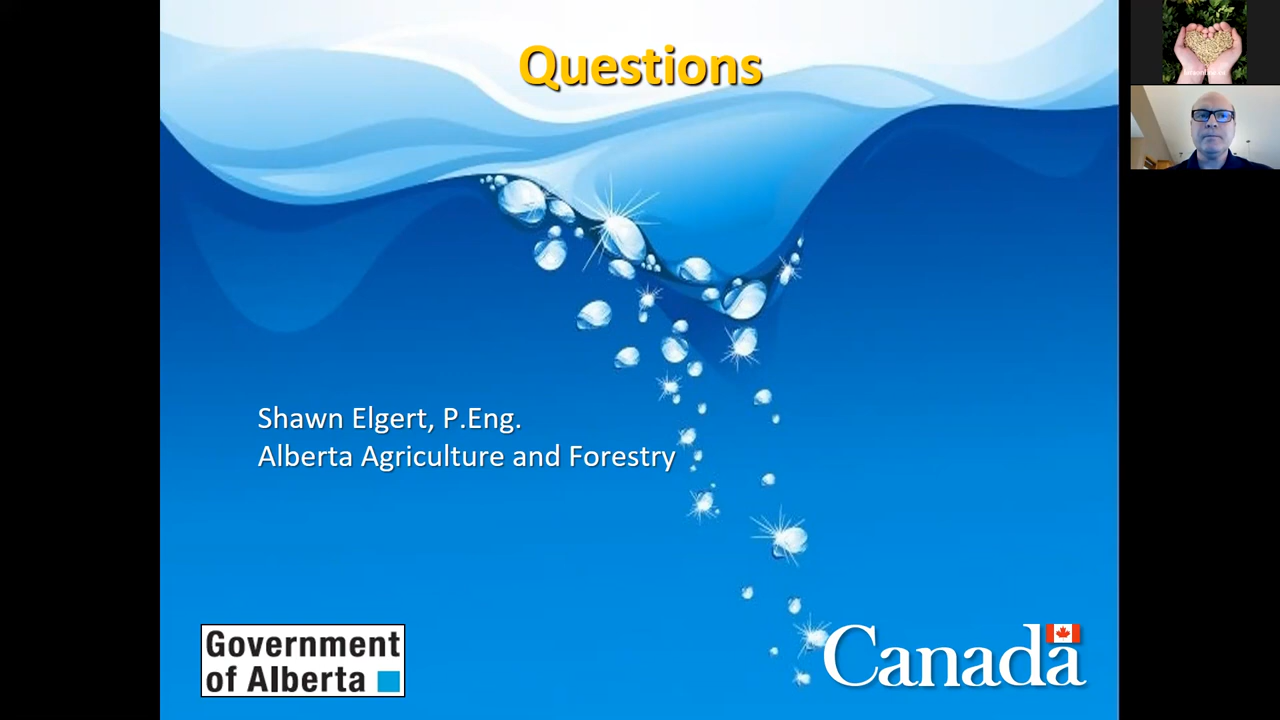 Questions
Shawn Elgert, P.Eng.
Alberta Agriculture and Forestry
Government
of Alberta
Canada